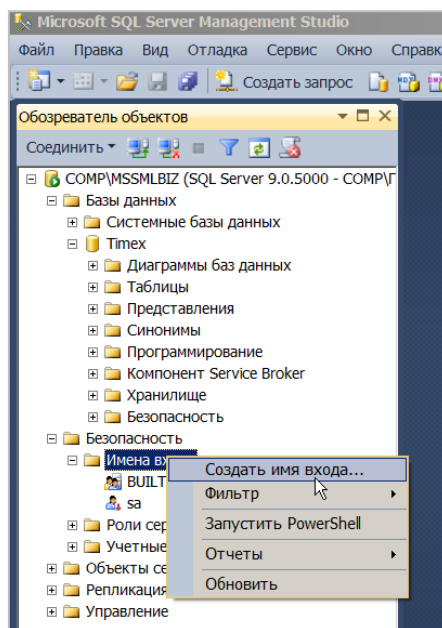 Microsoft SQL Server Management Studio
Файл Правка Вид Отладка Сервис Окно Справк
Создать запрос
Обозреватель объектов
Соединить
COMP\MSSMLBIZ (SQL Server 9.0.5000 - COMP\Г
Базы данных
Системные базы данных
Timex
Диаграммы баз данных
Таблицы
Представления
Синонимы
Программирование
Компонент Service Broker
Хранилище
Безопасность
Безопасность
Имена вх
Создать имя входа...
BUILT
Фильтр
sa
Роли сер
Запустить PowerShell
Учетные
Отчеты
Объекты се
Репликация
Обновить
Управление